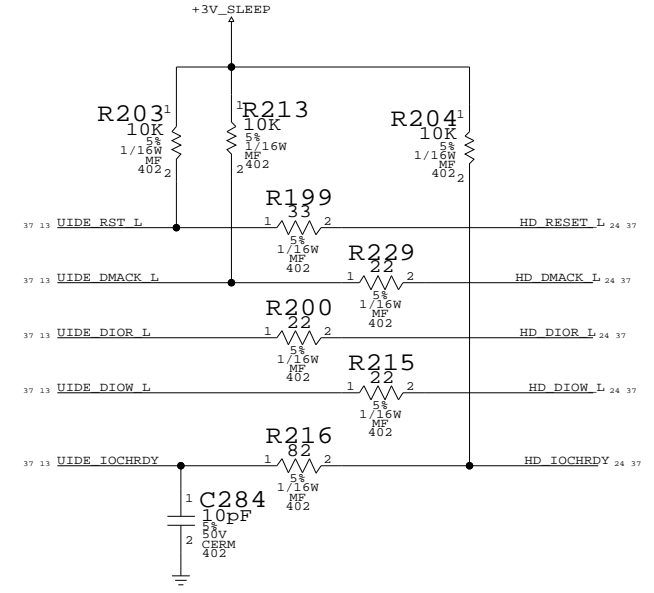 +3V_SLEEP
R203 1
10K
5%
1/16W
MF
402 2
1 R213
10K
5%
1/16W
MF
2 402
R204 1
10K
5%
1/16W
MF
402 2
R199
37 13 UIDE_RST_L 1 33 2 HD_RESET_L 24 37
5%
1/16W
MF
402
R229
37 13 UIDE_DMACK_L 1 22 2 HD_DMACK_L 24 37
5%
1/16W
MF
402
R200
37 13 UIDE_DIOR_L 1 22 2 HD_DIOR_L 24 37
5%
1/16W
MF
402
R215
37 13 UIDE_DIOW_L 1 22 2 HD_DIOW_L 24 37
5%
1/16W
MF
402
R216
37 13 UIDE_IOCHRDY 1 82 2 HD_IOCHRDY 24 37
5%
1/16W
MF
402
1 C284
10pF
5%
50V
2 CERM
402